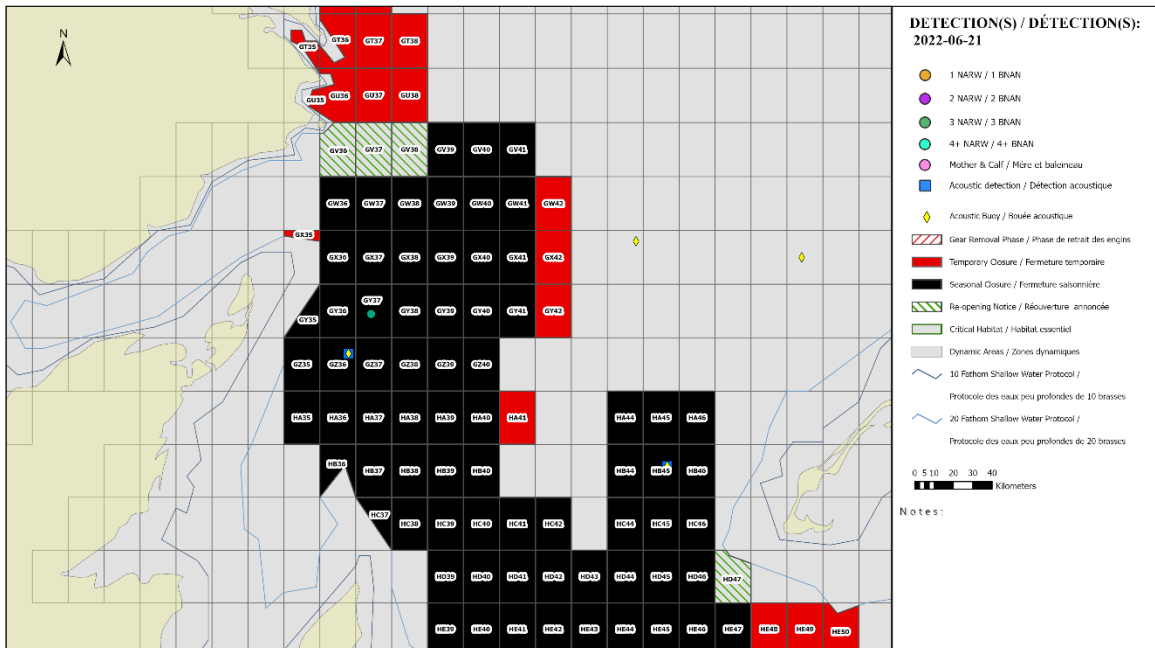 GT35 GT36 GT37 GT38
GU35 GU36 GU37 GU38
GV36 GV37 GV38 GV39 GV40 GV41
GW36 GW37 GW38 GW39 GW40 GW41 GW42
GX35 GX36 GX37 GX38 GX39 GX40 GX41 GX42
GY35 GY36 GY37 GY38 GY39 GY40 GY41 GY42
GZ35 GZ36 GZ37 GZ38 GZ39 GZ40
HA35 HA36 HA37 HA38 HA39 HA40 HA41 HA44 HA45 HA46
HB36 HB37 HB38 HB39 HB40 HB44 HB45 HB46
HC37 HC38 HC39 HC40 HC41 HC42 HC44 HC45 HC46
HD39 HD40 HD41 HD42 HD43 HD44 HD45 HD46 HD47
HE39 HE40 HE41 HE42 HE43 HE44 HE45 HE46 HE47 HE48 HE49 HE50
N
DETECTION(S) / DÉTECTION(S):
2022-06-21
1 NARW / 1 BNAN
2 NARW / 2 BNAN
3 NARW / 3 BNAN
4+ NARW / 4+ BNAN
Mother & Calf / Mère et baleineau
Acoustic detection / Détection acoustique
Acoustic Buoy / Bouée acoustique
Gear Removal Phase / Phase de retrait des engins
Temporary Closure / Fermeture temporaire
Seasonal Closure / Fermeture saisonnière
Re-opening Notice / Réouverture annoncée
Critical Habitat / Habitat essentiel
Dynamic Areas / Zones dynamiques
10 Fathom Shallow Water Protocol /
Protocole des eaux peu profondes de 10 brasses
20 Fathom Shallow Water Protocol /
Protocole des eaux peu profondes de 20 brasses
0 5 10 20 30 40
Kilometers
Notes: